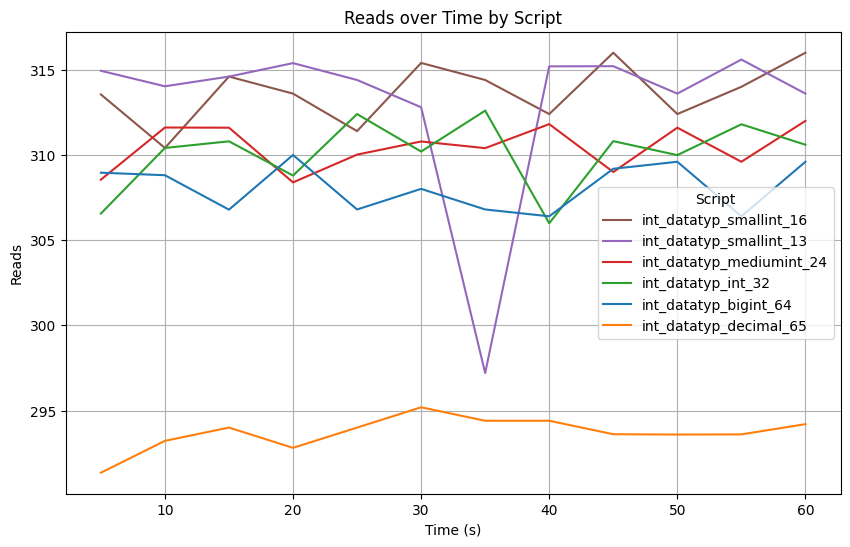 Reads over Time by Script
Reads
315
310
305
300
295
Script
int_datatyp_smallint_16
int_datatyp_smallint_13
int_datatyp_mediumint_24
int_datatyp_int_32
int_datatyp_bigint_64
int_datatyp_decimal_65
10 20 30 40 50 60
Time (s)